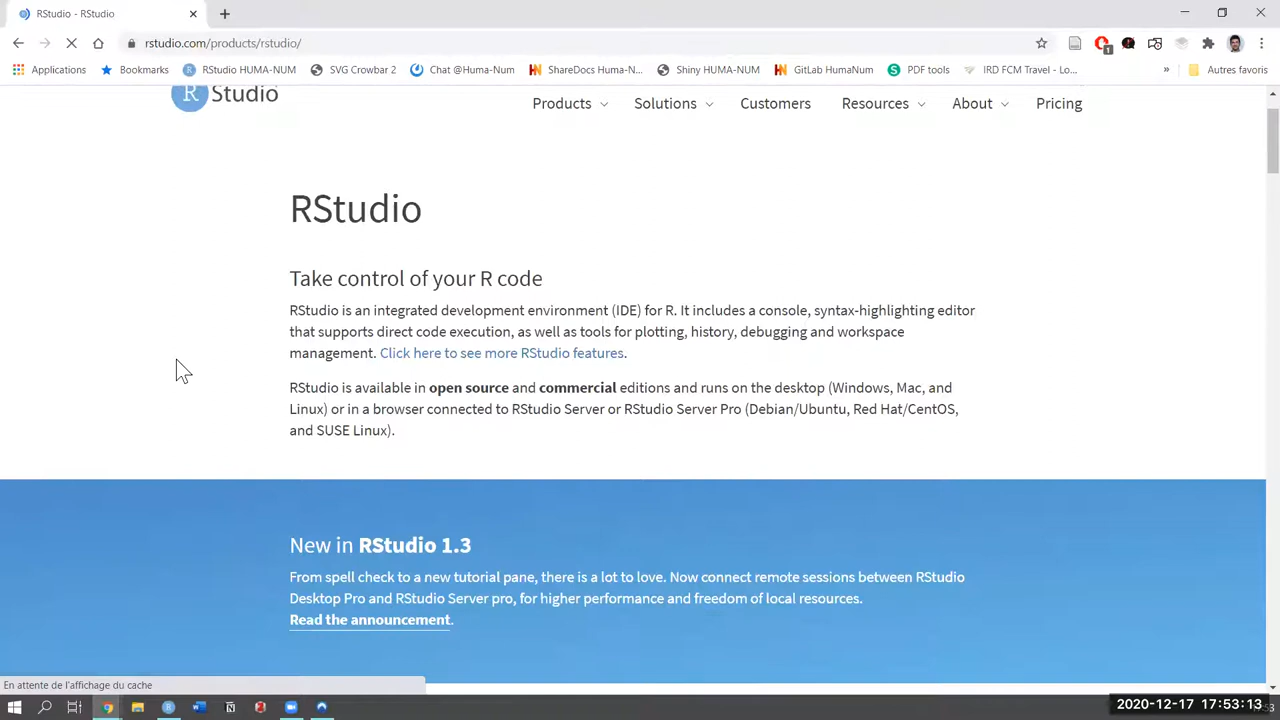 RStudio - RStudio
rstudio.com/products/rstudio/
1
Applications Bookmarks RStudio HUMA-NUM SVG Crowbar 2 Chat @Huma-Num ShareDocs Huma-N... Shiny HUMA-NUM GitLab HumaNum PDF tools IRD FCM Travel - Lo... » Autres favoris
R Studio
Products Solutions Customers Resources About Pricing
RStudio
Take control of your R code
RStudio is an integrated development environment (IDE) for R. It includes a console, syntax-highlighting editor
that supports direct code execution, as well as tools for plotting, history, debugging and workspace
management. Click here to see more RStudio features.
RStudio is available in open source and commercial editions and runs on the desktop (Windows, Mac, and
Linux) or in a browser connected to RStudio Server or RStudio Server Pro (Debian/Ubuntu, Red Hat/CentOS,
and SUSE Linux).
New in RStudio 1.3
From spell check to a new tutorial pane, there is a lot to love. Now connect remote sessions between RStudio
Desktop Pro and RStudio Server pro, for higher performance and freedom of local resources.
Read the announcement.
En attente de l'affichage du cache
2020-12-17 17:53:13